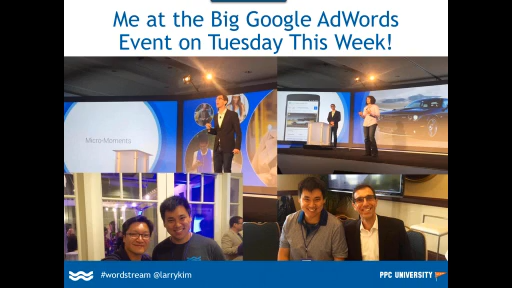 Me at the Big Google AdWords
Event on Tuesday This Week!
Micro-Moments
#wordstream @larrykim
PPC UNIVERSITY